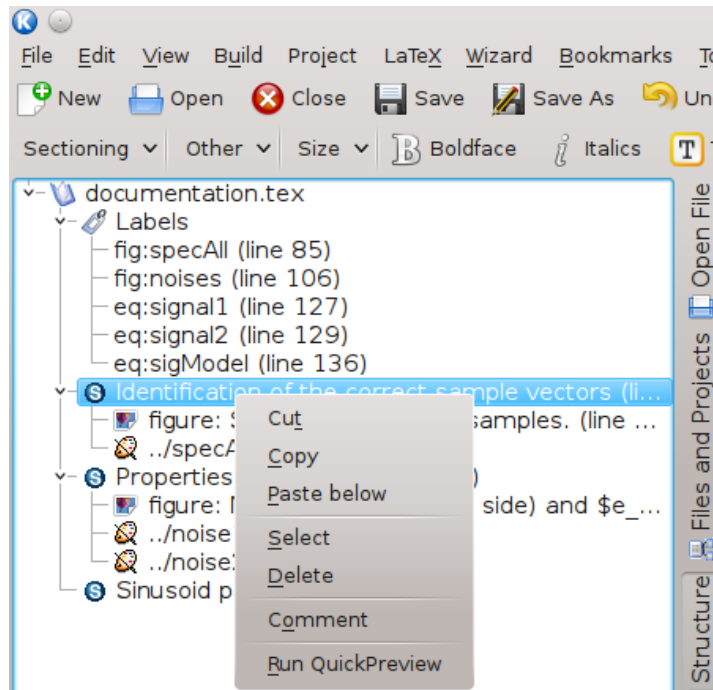 File Edit View Build Project LaTeX Wizard Bookmarks
New Open Close Save Save As Un
Sectioning Other Size B Boldface i Italics T
documentation.tex
Labels
fig:specAll (line 85)
fig:noises (line 106)
eq:signal1 (line 127)
eq:signal2 (line 129)
eq:sigModel (line 136)
S Identification of the correct sample vectors (li...
figure: S samples. (line ...
../specA
S Properties )
figure: side) and $e_...
../noise
../noise2
S Sinusoid p
Cut
Copy
Paste below
Select
Delete
Comment
Run QuickPreview
Open File
Files and Projects
Structure